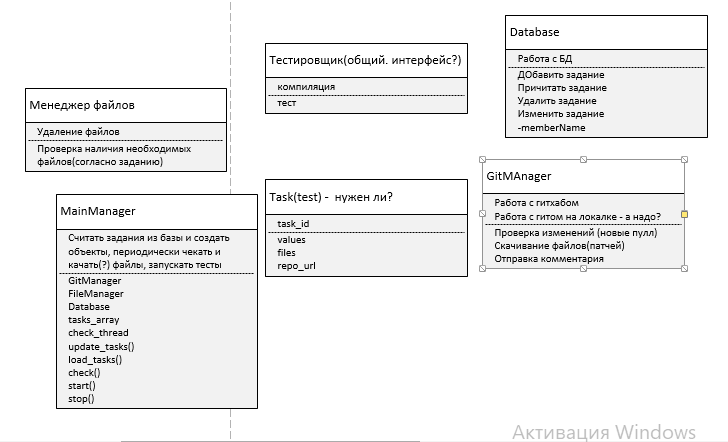 Менеджер файлов
Удаление файлов
Проверка наличия необходимых
файлов(согласно заданию)
MainManager
Считать задания из базы и создать
объекты, периодически чекать и
качать(?) файлы, запускать тесты
GitManager
FileManager
Database
tasks_array
check_thread
update_tasks()
load_tasks()
check()
start()
stop()
Тестировщик(общий. интерфейс?)
компиляция
тест
Task(test) - нужен ли?
task_id
values
files
repo_url
Database
Работа с БД
ДОбавить задание
Причитать задание
Удалить задание
Изменить задание
-memberName
GitMAnager
Работа с гитхабом
Работа с гитом на локалке - а надо?
Проверка изменений (новые пулл)
Скачивание файлов(патчей)
Отправка комментария
Активация Windows